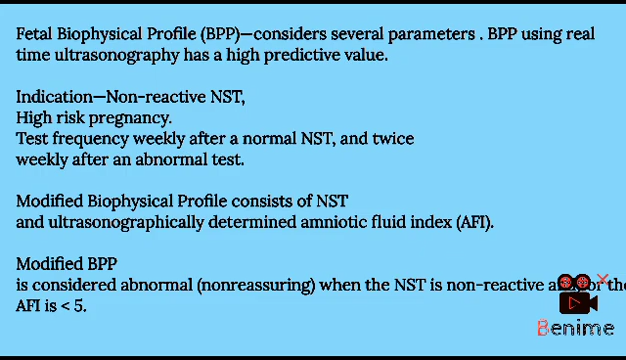 Fetal Biophysical Profile (BPP)—considers several parameters . BPP using real
time ultrasonography has a high predictive value.
Indication—Non-reactive NST,
High risk pregnancy.
Test frequency weekly after a normal NST, and twice
weekly after an abnormal test.
Modified Biophysical Profile consists of NST
and ultrasonographically determined amniotic fluid index (AFI).
Modified BPP
is considered abnormal (nonreassuring) when the NST is non-reactive
AFI is < 5.
Benime